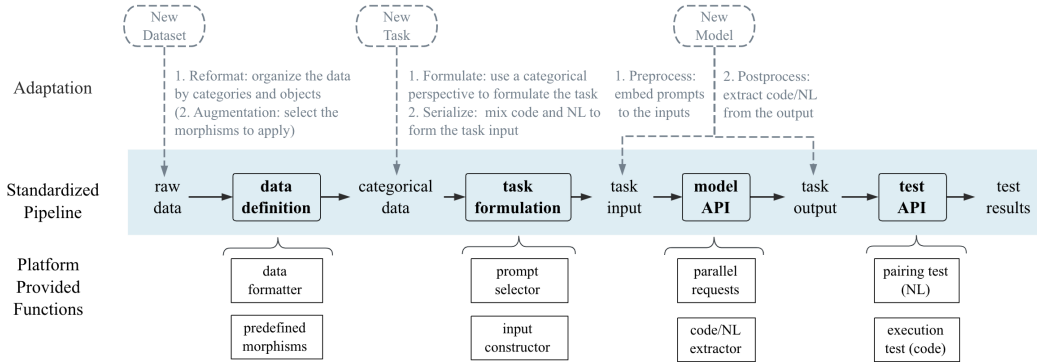 New
Dataset
New
Task
New
Model
Adaptation
1. Reformat: organize the data
by categories and objects
(2. Augmentation: select the
morphisms to apply)
1. Formulate: use a categorical
perspective to formulate the task
2. Serialize: mix code and NL to
form the task input
1. Preprocess:
embed prompts
to the inputs
2. Postprocess:
extract code/NL
from the output
Standardized
Pipeline
raw
data
data
definition
categorical
data
task
formulation
task
input
model
API
task
output
test
API
test
results
Platform
Provided
Functions
data
formatter
prompt
selector
parallel
requests
pairing test
(NL)
predefined
morphisms
input
constructor
code/NL
extractor
execution
test (code)